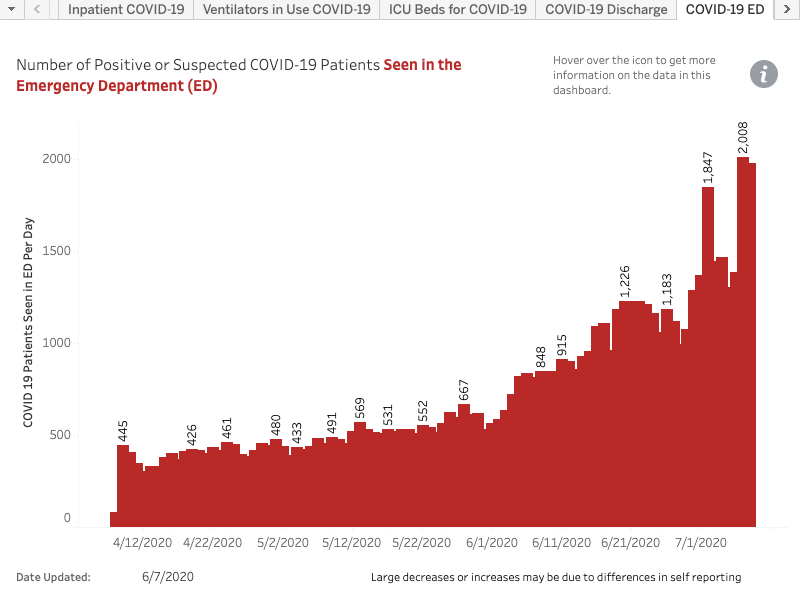 Inpatient COVID-19 Ventilators in Use COVID-19 ICU Beds for COVID-19 COVID-19 Discharge COVID-19 ED
Number of Positive or Suspected COVID-19 Patients Seen in the
Emergency Department (ED)
Hover over the icon to get more
information on the data in this
dashboard.
i
COVID 19 Patients Seen in ED Per Day
2000
1500
1000
500
0
445
426
461
480
433
491
569
531
552
667
848
915
1,226
1,183
1,847
2,008
4/12/2020 4/22/2020 5/2/2020 5/12/2020 5/22/2020 6/1/2020 6/11/2020 6/21/2020 7/1/2020
Date Updated: 6/7/2020
Large decreases or increases may be due to differences in self reporting